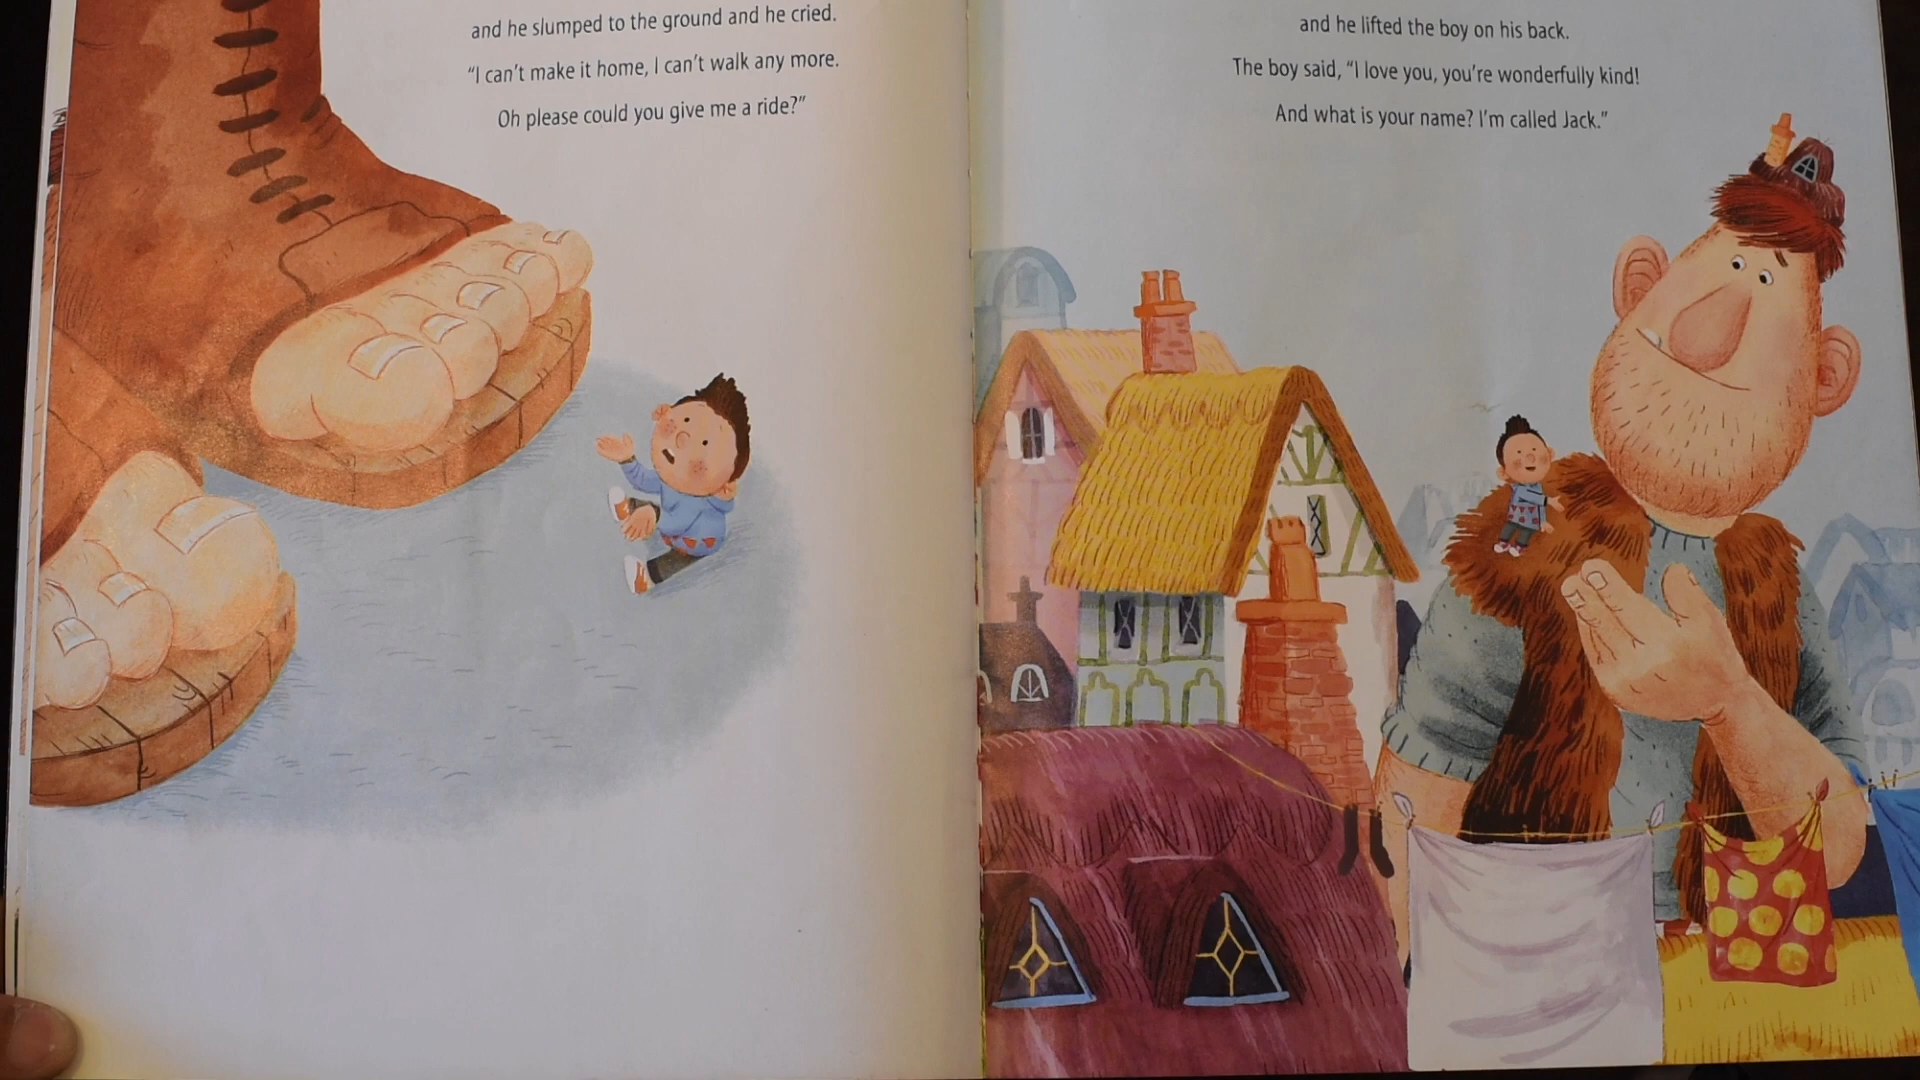 and he slumped to the ground and he cried.
“I can’t make it home, I can’t walk any more.
Oh please could you give me a ride?”
and he lifted the boy on his back.
The boy said, “I love you, you’re wonderfully kind!
And what is your name? I’m called Jack.”